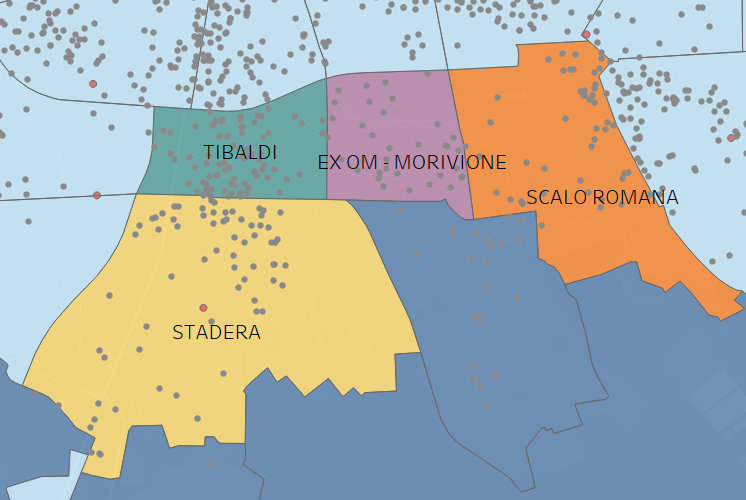 TIBALDI
EX OM - MORIVIONE
SCALO ROMANA
STADERA